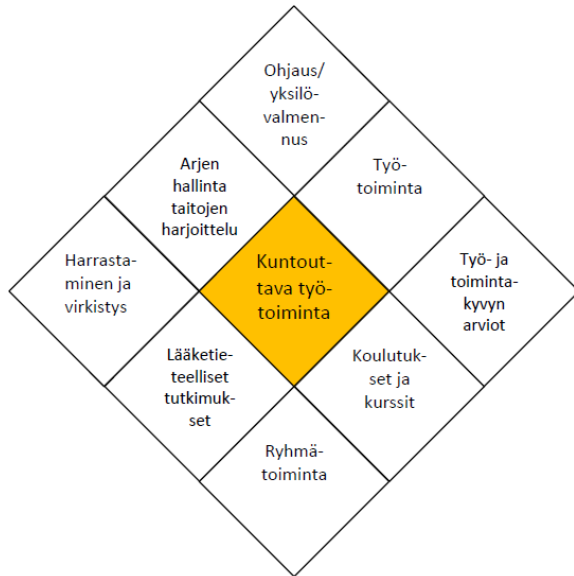 Ohjaus/
yksilö-
valmen-
nus
Arjen
hallinta
taitojen
harjoittelu
Työ-
toiminta
Harrasta-
minen ja
virkistys
Kuntout-
tava työ-
toiminta
Työ- ja
toiminta-
kyvyn
arviot
Lääketie-
teelliset
tutkimuk-
set
Koulutuk-
set ja
kurssit
Ryhmä-
toiminta